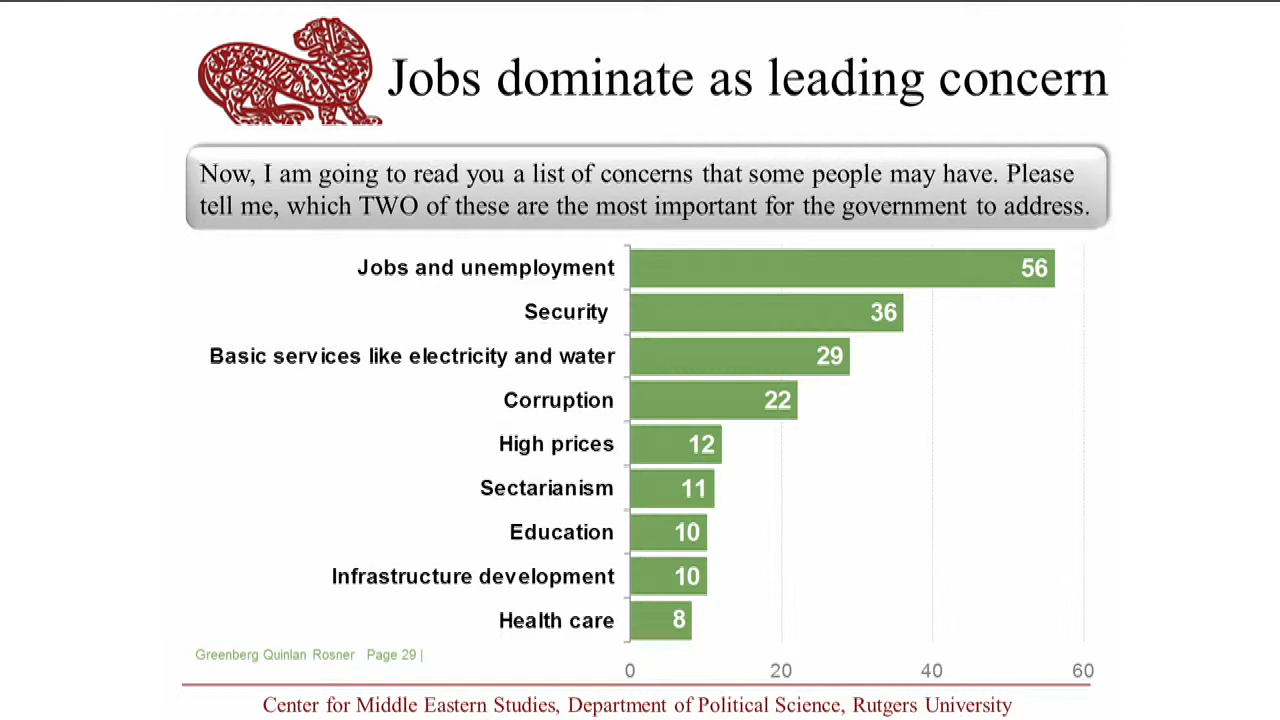 Jobs dominate as leading concern
Now, I am going to read you a list of concerns that some people may have. Please
tell me, which TWO of these are the most important for the government to address.
Jobs and unemployment 56
Security 36
Basic services like electricity and water 29
Corruption 22
High prices 12
Sectarianism 11
Education 10
Infrastructure development 10
Health care 8
Greenberg Quinlan Rosner Page 29 |
0 20 40 60
Center for Middle Eastern Studies, Department of Political Science, Rutgers University